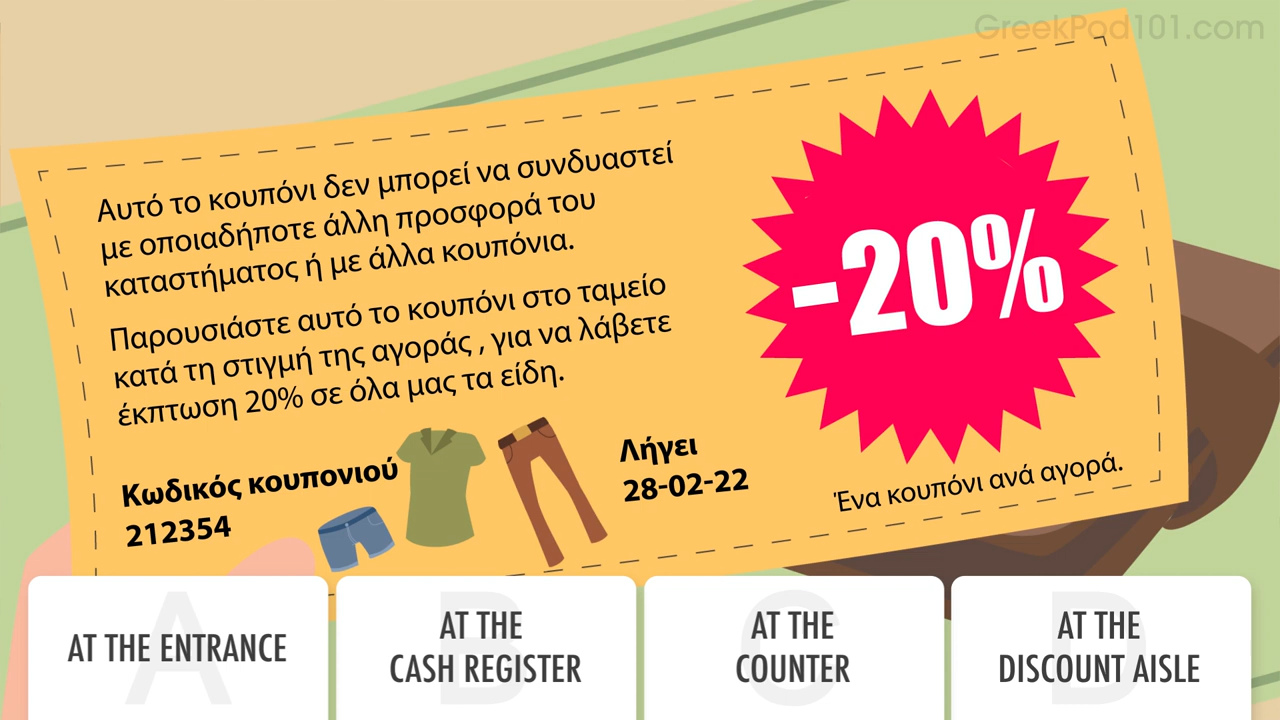 GreekPod101.com
Αυτό το κουπόνι δεν μπορεί να συνδυαστεί
με οποιαδήποτε άλλη προσφορά του
καταστήματος ή με άλλα κουπόνια.
Παρουσιάστε αυτό το κουπόνι στο ταμείο
κατά τη στιγμή της αγοράς , για να λάβετε
έκπτωση 20% σε όλα μας τα είδη.
-20%
Κωδικός κουπονιού
212354
Λήγει
28-02-22
Ένα κουπόνι ανά αγορά.
A
AT THE ENTRANCE
B
AT THE
CASH REGISTER
C
AT THE
COUNTER
D
AT THE
DISCOUNT AISLE